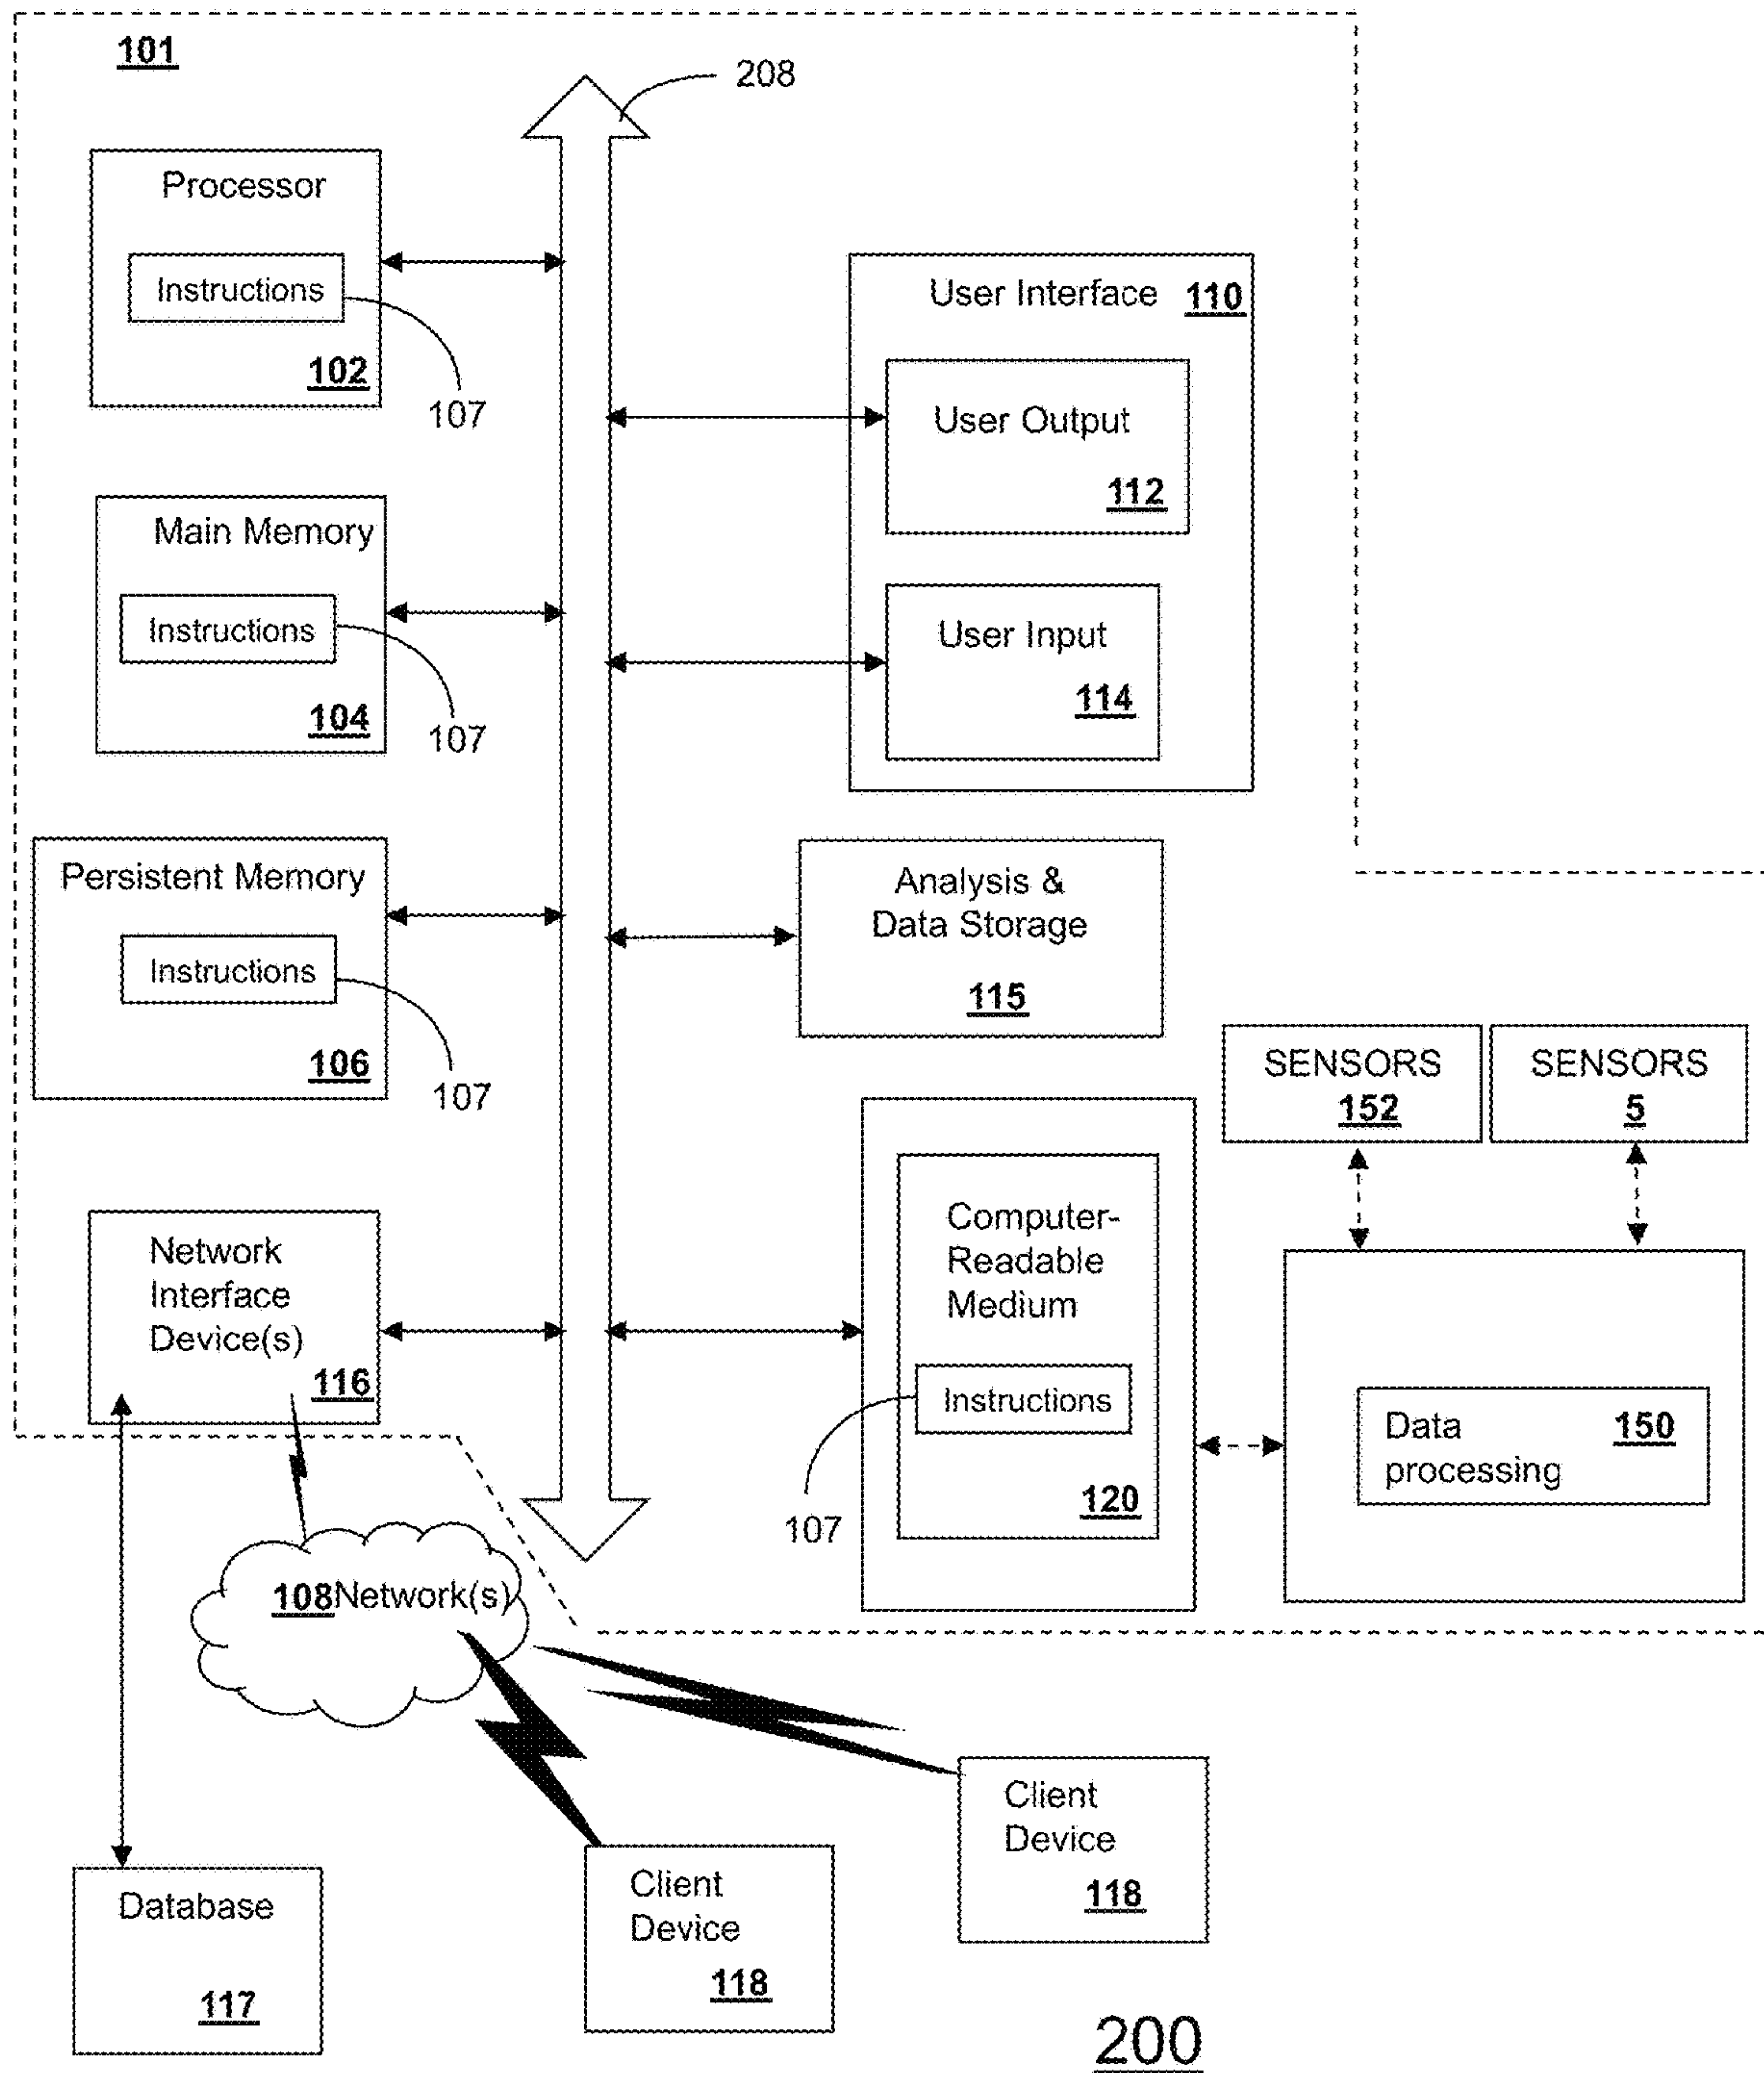 101
208
Processor
Instructions
102
107
User Interface 110
User Output
112
Main Memory
Instructions
104
107
User Input
114
Persistent Memory
Instructions
106
107
Analysis &
Data Storage
115
SENSORS
152
SENSORS
5
Network
Interface
Device(s)
116
Computer-
Readable
Medium
Instructions
120
107
Data
processing
150
108Network(s)
Client
Device
118
Client
Device
118
Database
117
200